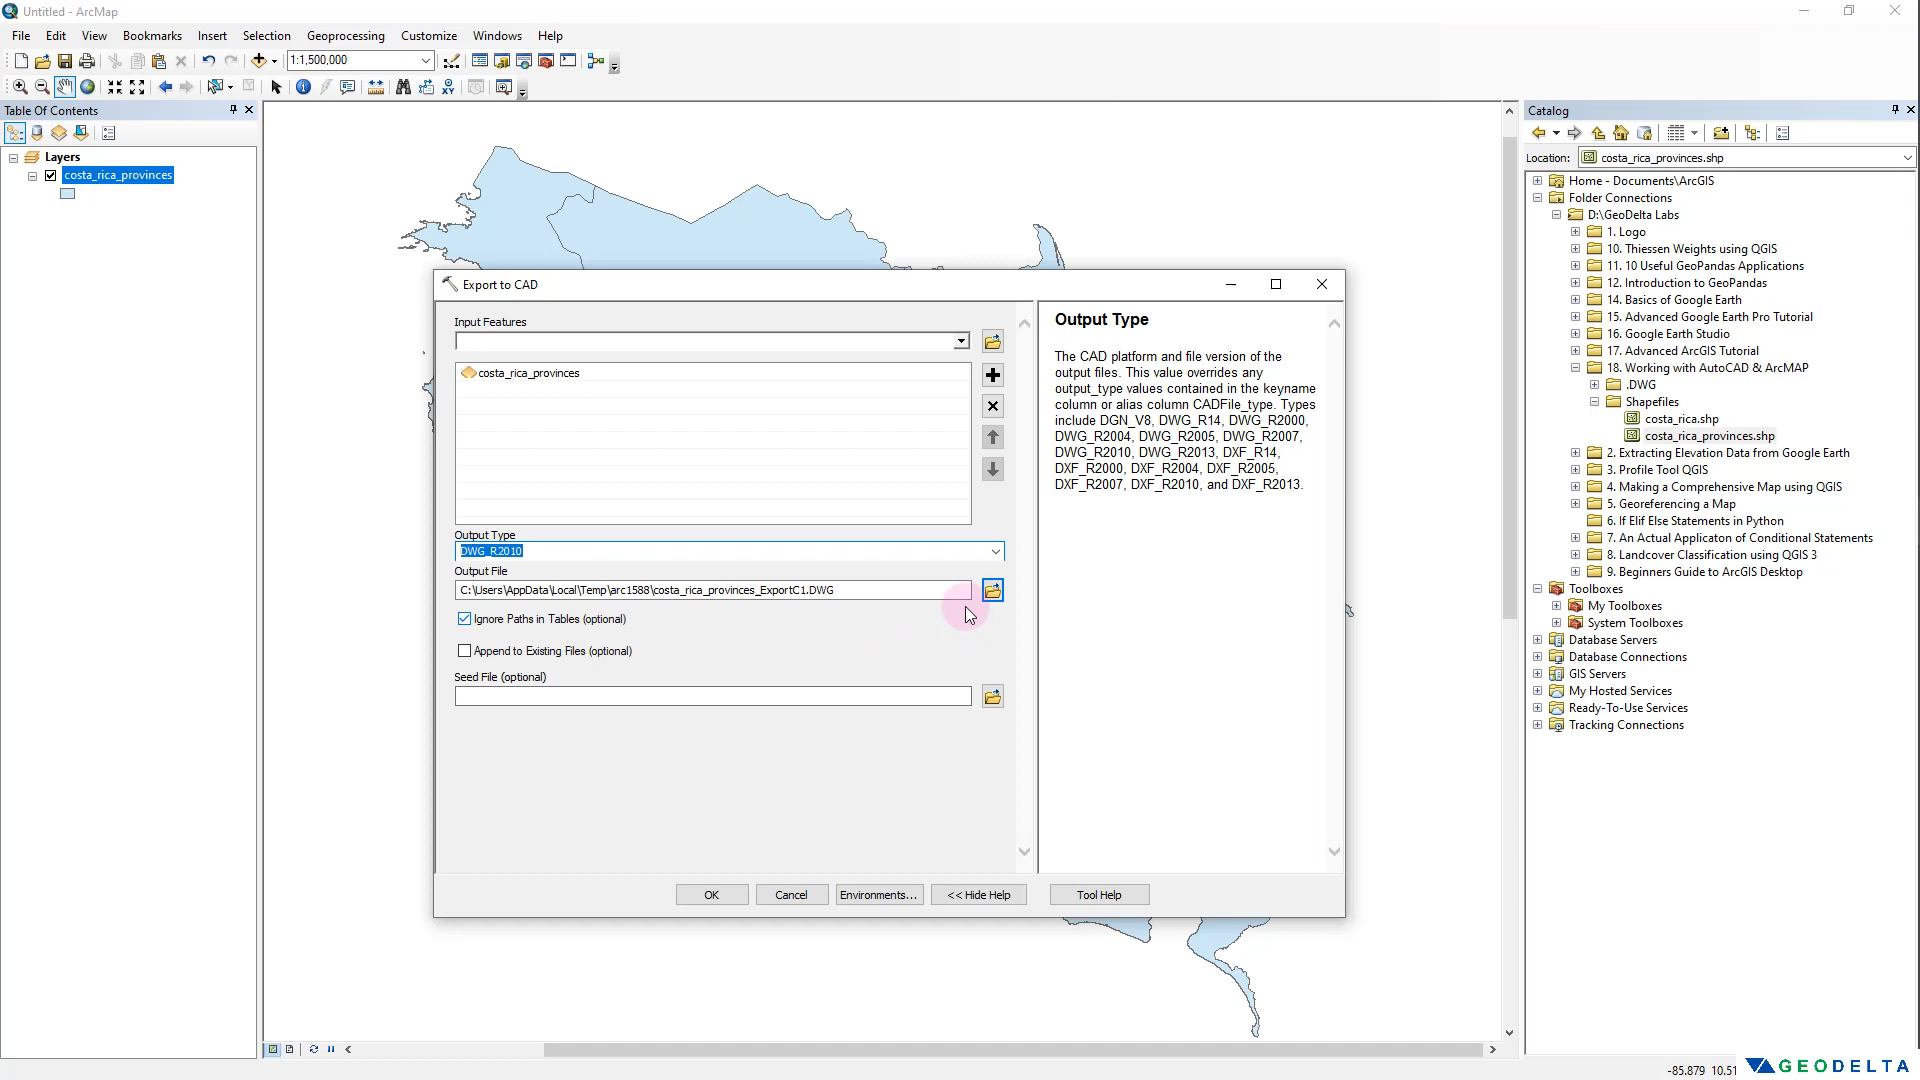 Untitled - ArcMap
File Edit View Bookmarks Insert Selection Geoprocessing Customize Windows Help
1:1,500,000
Table Of Contents
Layers
costa_rica_provinces
Export to CAD
Input Features
costa_rica_provinces
Output Type
DWG_R2010
Output File
C:\Users\AppData\Local\Temp\arc1588\costa_rica_provinces_ExportC1.DWG
Ignore Paths in Tables (optional)
Append to Existing Files (optional)
Seed File (optional)
OK Cancel Environments... << Hide Help Tool Help
Output Type
The CAD platform and file version of the
output files. This value overrides any
output_type values contained in the keyname
column or alias column CADFile_type. Types
include DGN_V8, DWG_R14, DWG_R2000,
DWG_R2004, DWG_R2005, DWG_R2007,
DWG_R2010, DWG_R2013, DXF_R14,
DXF_R2000, DXF_R2004, DXF_R2005,
DXF_R2007, DXF_R2010, and DXF_R2013.
Catalog
Location: costa_rica_provinces.shp
Home - Documents\ArcGIS
Folder Connections
D:\GeoDelta Labs
1. Logo
10. Thiessen Weights using QGIS
11. 10 Useful GeoPandas Applications
12. Introduction to GeoPandas
14. Basics of Google Earth
15. Advanced Google Earth Pro Tutorial
16. Google Earth Studio
17. Advanced ArcGIS Tutorial
18. Working with AutoCAD & ArcMAP
.DWG
Shapefiles
costa_rica.shp
costa_rica_provinces.shp
2. Extracting Elevation Data from Google Earth
3. Profile Tool QGIS
4. Making a Comprehensive Map using QGIS
5. Georeferencing a Map
6. If Elif Else Statements in Python
7. An Actual Applicaton of Conditional Statements
8. Landcover Classification using QGIS 3
9. Beginners Guide to ArcGIS Desktop
Toolboxes
My Toolboxes
System Toolboxes
Database Servers
Database Connections
GIS Servers
My Hosted Services
Ready-To-Use Services
Tracking Connections
-85.879 10.51
GEODELTA